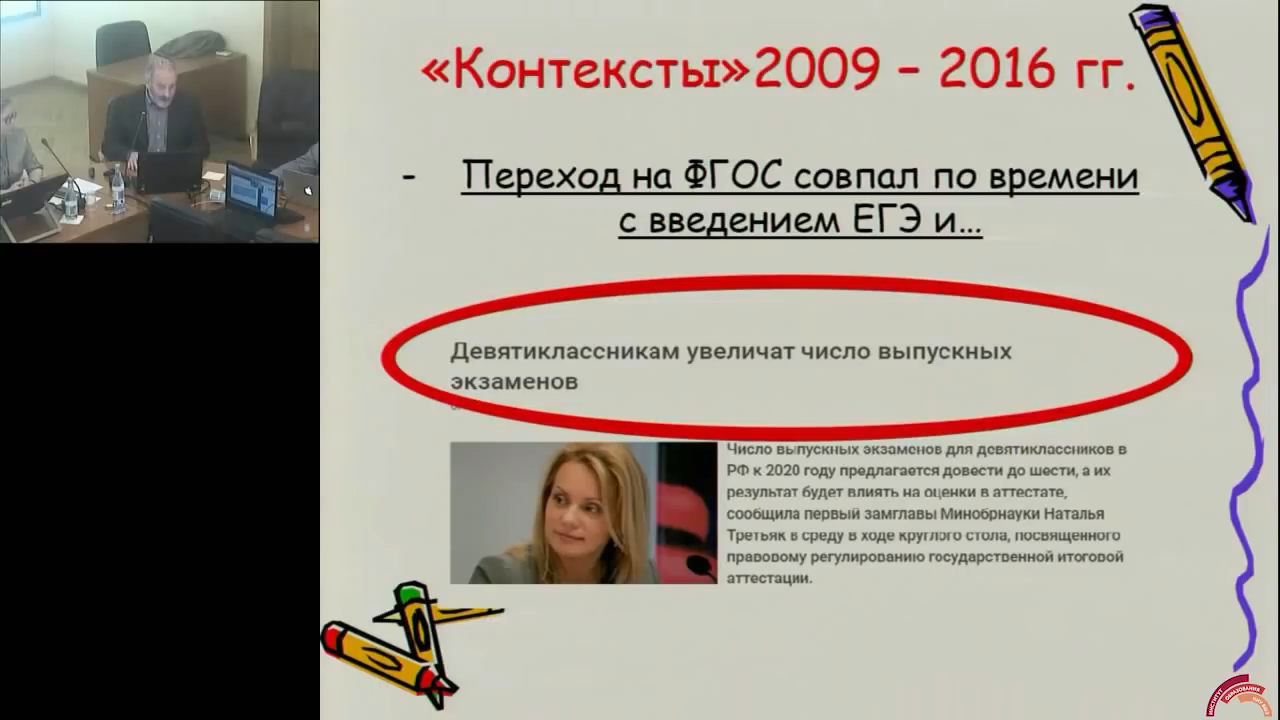 «Контексты»2009 – 2016 гг.
- Переход на ФГОС совпал по времени
с введением ЕГЭ и...
Девятиклассникам увеличат число выпускных
экзаменов
Число выпускных экзаменов для девятиклассников в
РФ к 2020 году предлагается довести до шести, а их
результат будет влиять на оценки в аттестате,
сообщила первый замглавы Минобрнауки Наталья
Третьяк в среду в ходе круглого стола, посвященного
правовому регулированию государственной итоговой
аттестации.
ИНСТИТУТ
ОБРАЗОВАНИЯ